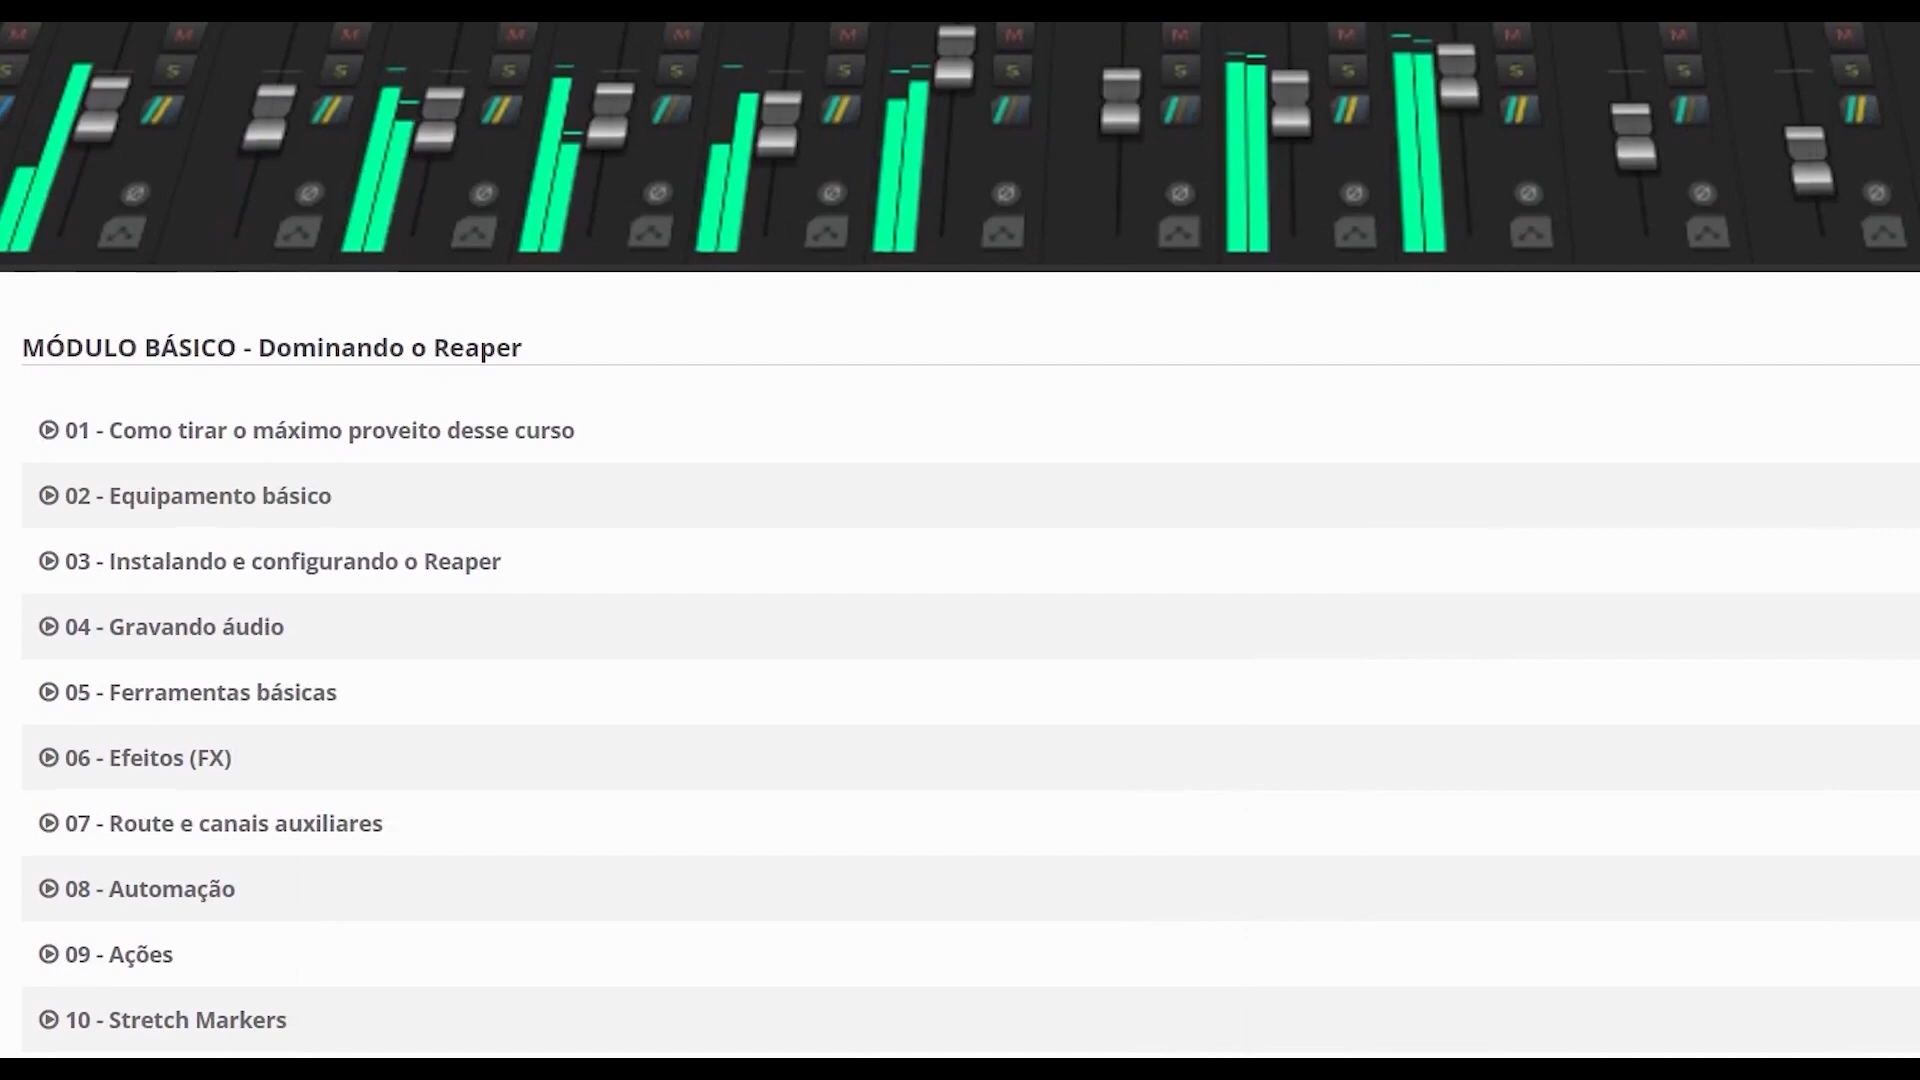 M M M M M M M M M M M M
S S S S S S S S S S S S
MÓDULO BÁSICO - Dominando o Reaper
01 - Como tirar o máximo proveito desse curso
02 - Equipamento básico
03 - Instalando e configurando o Reaper
04 - Gravando áudio
05 - Ferramentas básicas
06 - Efeitos (FX)
07 - Route e canais auxiliares
08 - Automação
09 - Ações
10 - Stretch Markers